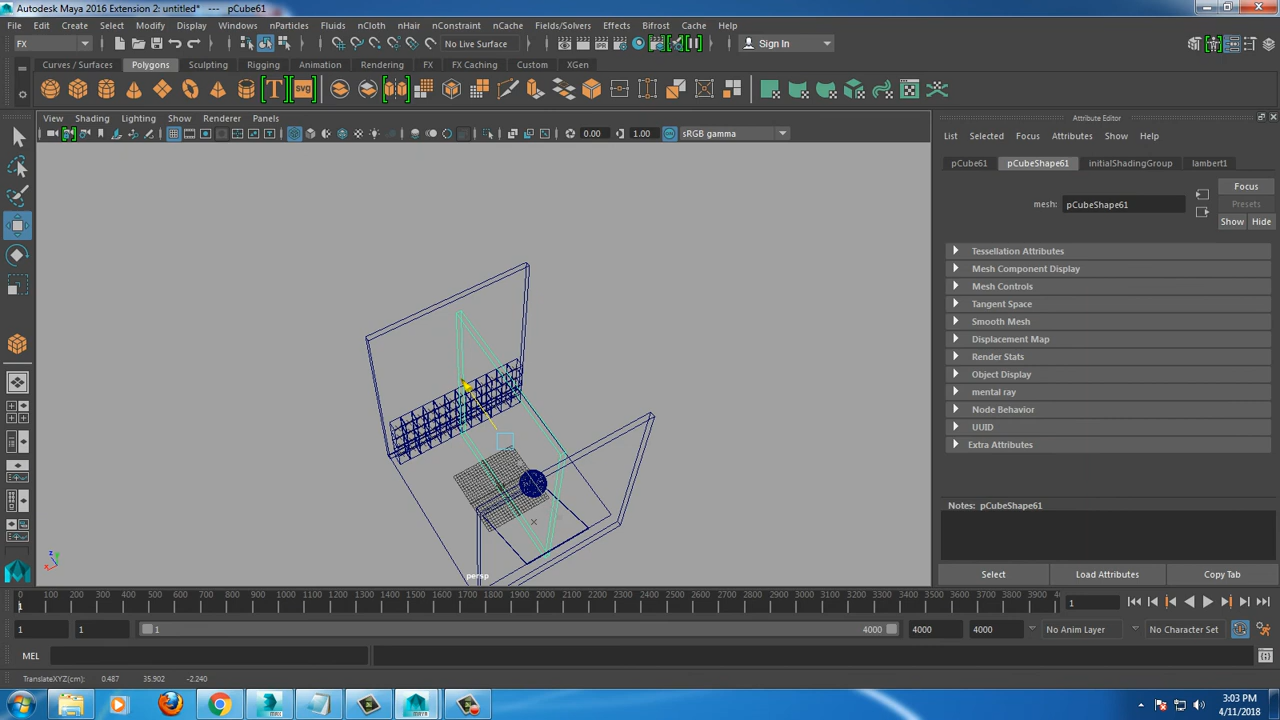 Autodesk Maya 2016 Extension 2: untitled* --- pCube61
File Edit Create Select Modify Display Windows nParticles Fluids nCloth nHair nConstraint nCache Fields/Solvers Effects Bifrost Cache Help
FX No Live Surface Sign In
Curves / Surfaces Polygons Sculpting Rigging Animation Rendering FX FX Caching Custom XGen
T svg
View Shading Lighting Show Renderer Panels
0.00 1.00 sRGB gamma
persp
Attribute Editor
List Selected Focus Attributes Show Help
pCube61 pCubeShape61 initialShadingGroup lambert1
Focus
mesh: pCubeShape61 Presets
Show Hide
Tessellation Attributes
Mesh Component Display
Mesh Controls
Tangent Space
Smooth Mesh
Displacement Map
Render Stats
Object Display
mental ray
Node Behavior
UUID
Extra Attributes
Notes: pCubeShape61
Select Load Attributes Copy Tab
0 100 200 300 400 500 600 700 800 900 1000 1100 1200 1300 1400 1500 1600 1700 1800 1900 2000 2100 2200 2300 2400 2500 2600 2700 2800 2900 3000 3100 3200 3300 3400 3500 3600 3700 3800 3900 40
1 1
1 1 1 4000 4000 4000 No Anim Layer No Character Set
MEL
TranslateXYZ(cm): 0.487 35.902 -2.240
3:03 PM
4/11/2018